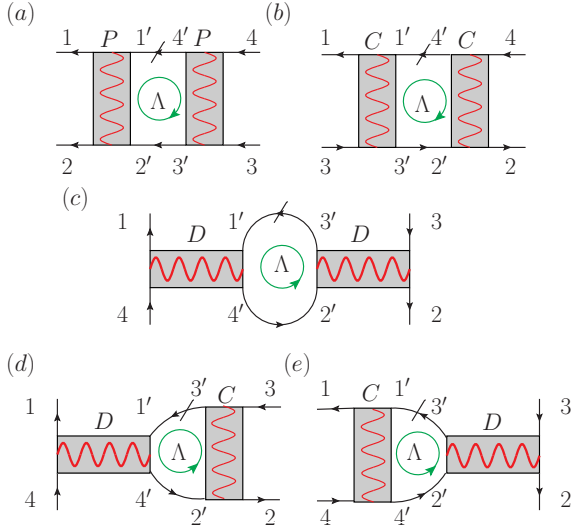 (a) (b)
1 P 1′ 4′ P 4 1 C 1′ 4′ C 4
Λ Λ
2 2′ 3′ 3 3 3′ 2′ 2
(c)
1 1′ 3′ 3
D D
Λ
4 4′ 2′ 2
(d) (e)
1 1′ 3′ C 3 1 C 1′ 3′ 3
D Λ Λ D
4 4′ 2′ 2 4 4′ 2′ 2